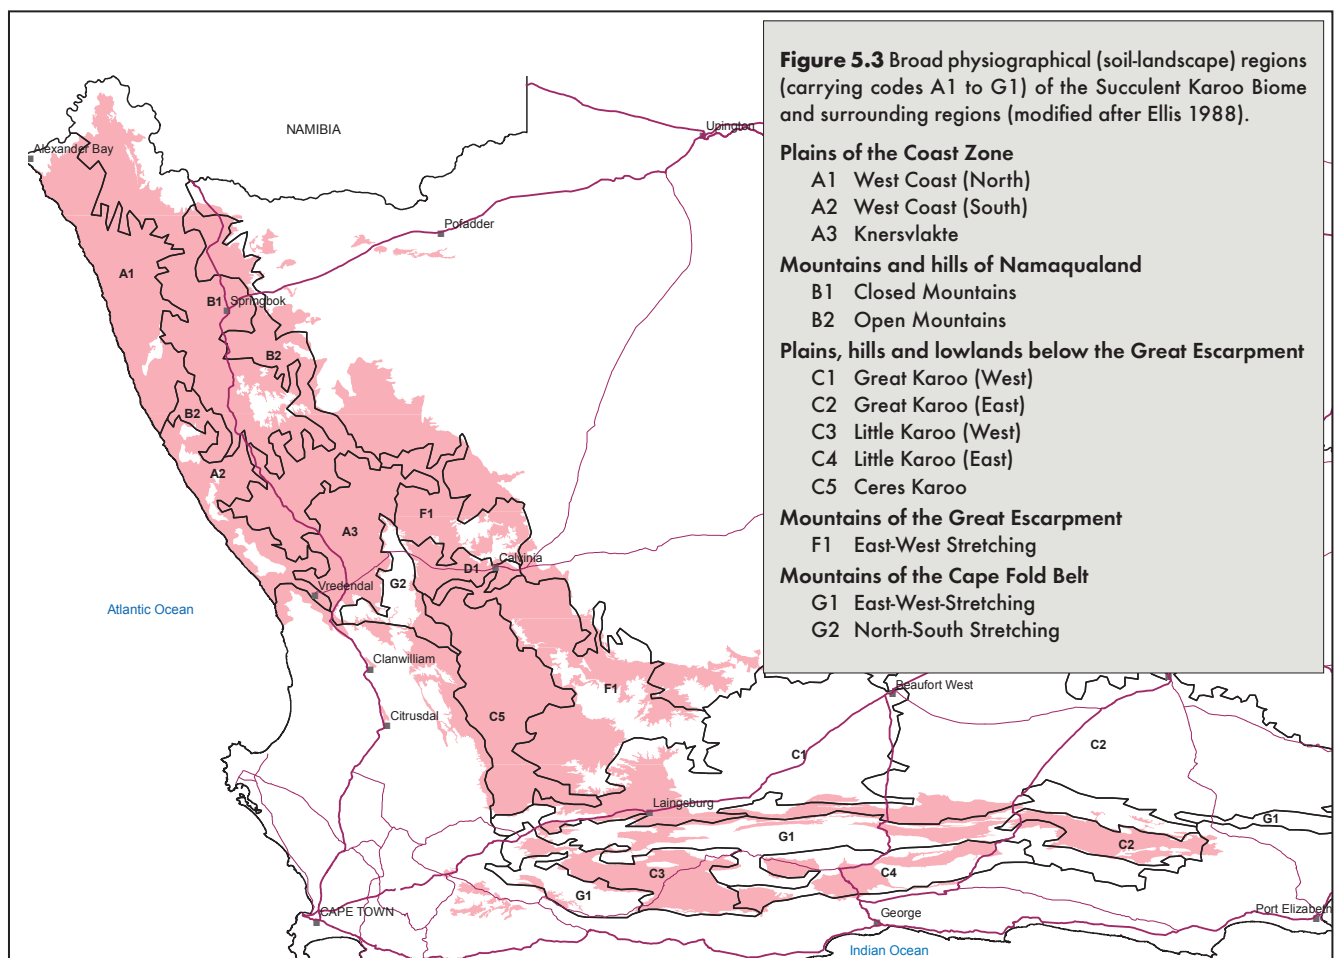 Figure 5.3 Broad physiographical (soil-landscape) regions
(carrying codes A1 to G1) of the Succulent Karoo Biome
and surrounding regions (modified after Ellis 1988).
Plains of the Coast Zone
A1 West Coast (North)
A2 West Coast (South)
A3 Knersvlakte
Mountains and hills of Namaqualand
B1 Closed Mountains
B2 Open Mountains
Plains, hills and lowlands below the Great Escarpment
C1 Great Karoo (West)
C2 Great Karoo (East)
C3 Little Karoo (West)
C4 Little Karoo (East)
C5 Ceres Karoo
Mountains of the Great Escarpment
F1 East-West Stretching
Mountains of the Cape Fold Belt
G1 East-West-Stretching
G2 North-South Stretching
NAMIBIA
Upington
Alexander Bay
Pofadder
A1
B1
Springbok
B2
B2
A2
F1
A3
Calvinia
D1
G2
Vredendal
Atlantic Ocean
Clanwilliam
F1
Beaufort West
Citrusdal
C5
C1
C2
Laingsburg
G1
G1
C2
C3
C4
G1
CAPE TOWN
George
Port Elizabeth
Indian Ocean